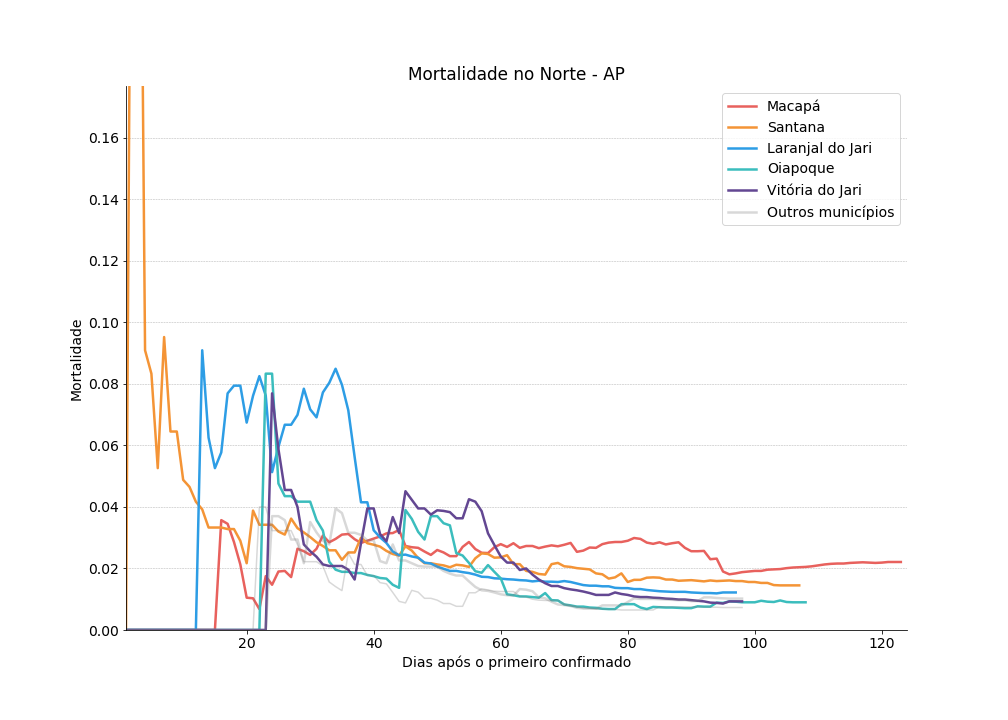 Mortalidade no Norte - AP
Macapá
Santana
Laranjal do Jari
Oiapoque
Vitória do Jari
Outros municípios
0.16
0.14
0.12
0.10
0.08
0.06
0.04
0.02
0.00
Mortalidade
20 40 60 80 100 120
Dias após o primeiro confirmado